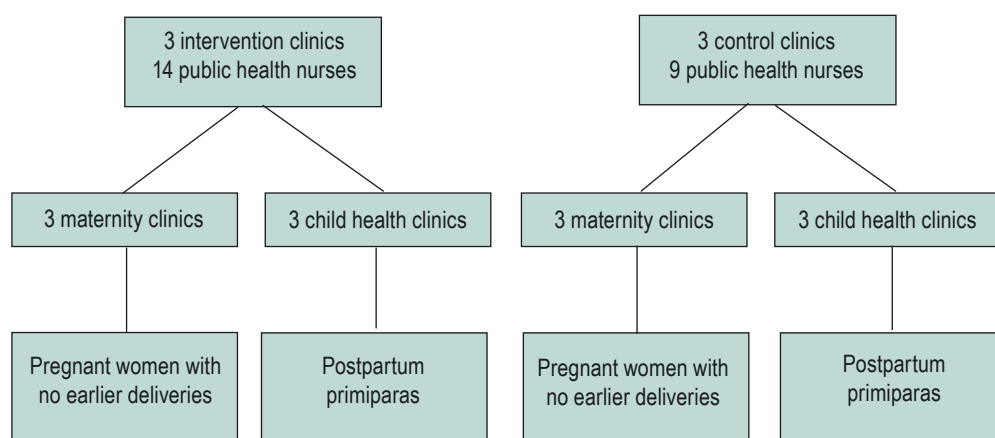 3 intervention clinics
14 public health nurses
3 control clinics
9 public health nurses
3 maternity clinics
3 child health clinics
3 maternity clinics
3 child health clinics
Pregnant women with
no earlier deliveries
Postpartum
primiparas
Pregnant women with
no earlier deliveries
Postpartum
primiparas